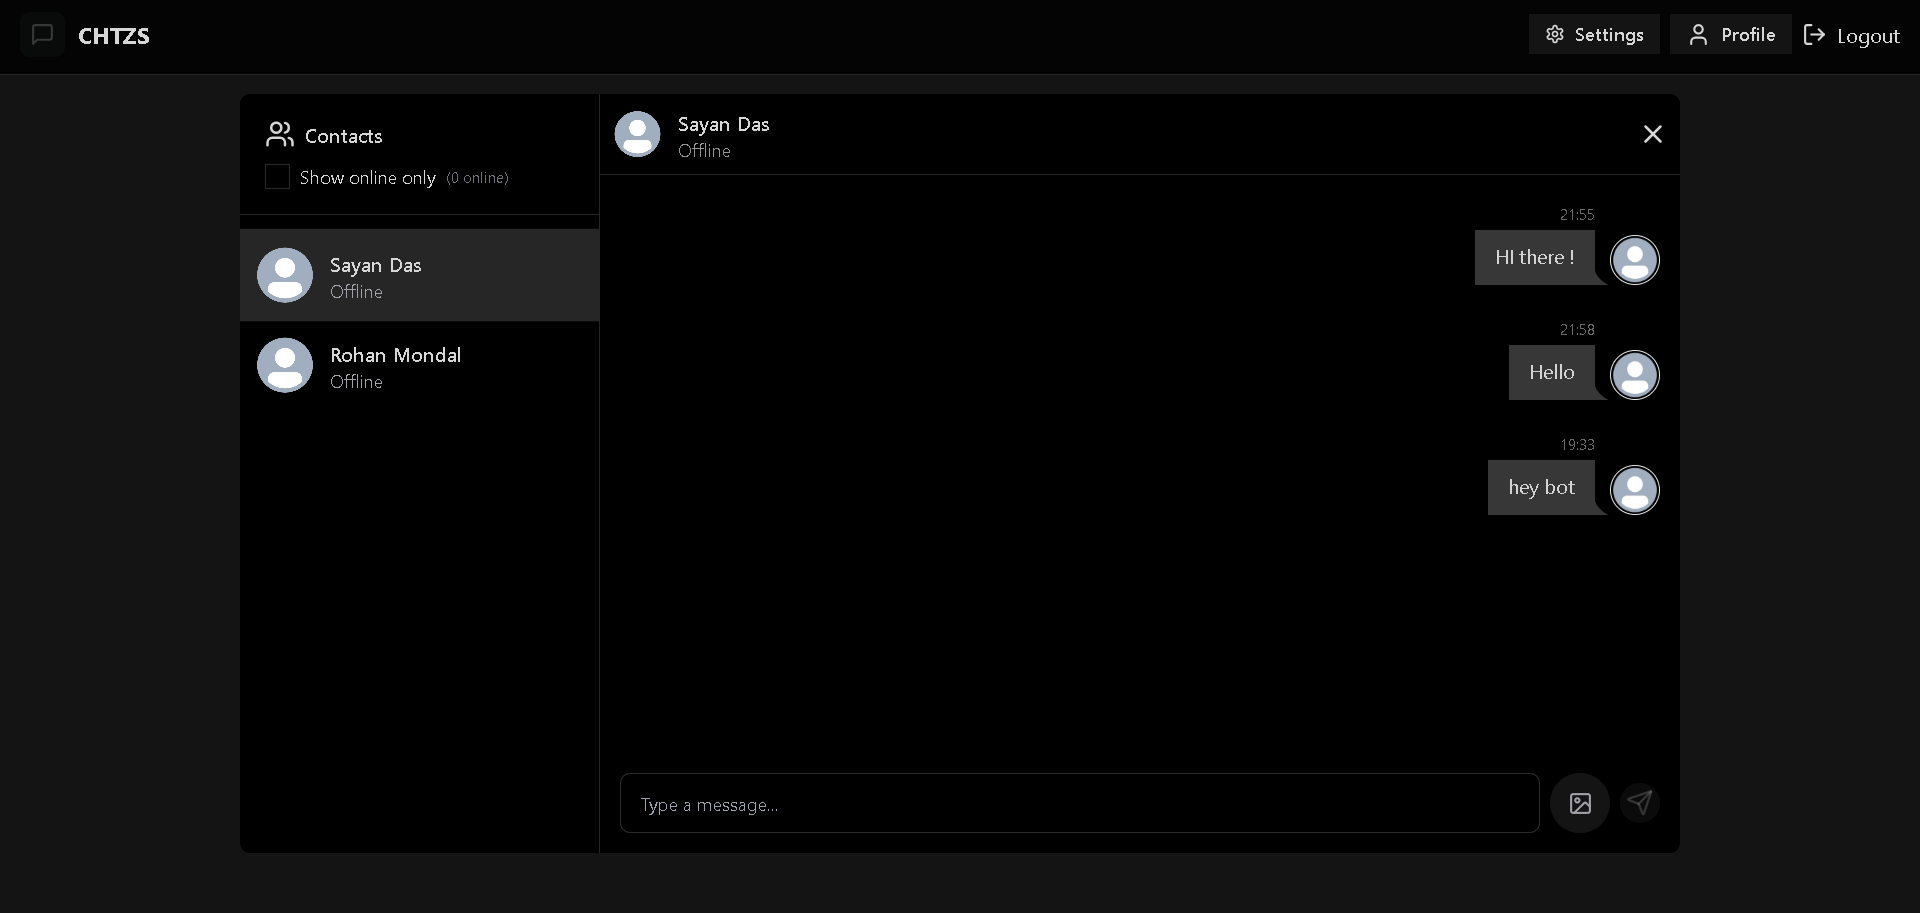 CHTZS
Settings
Profile
Logout
Contacts
Show online only (0 online)
Sayan Das
Offline
Rohan Mondal
Offline
Sayan Das
Offline
21:55
HI there !
21:58
Hello
19:33
hey bot
Type a message...